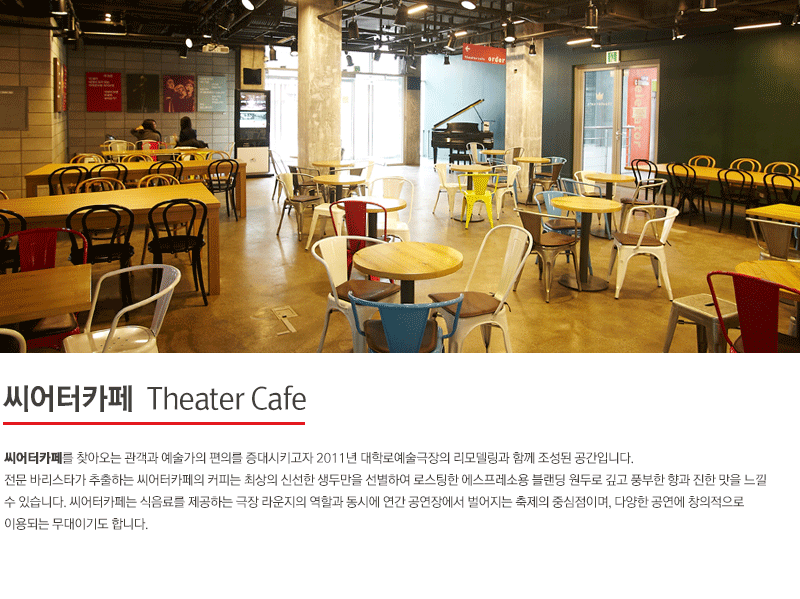 Theater cafe order
elevator
씨어터카페 Theater Cafe
씨어터카페를 찾아오는 관객과 예술가의 편의를 증대시키고자 2011년 대학로예술극장의 리모델링과 함께 조성된 공간입니다.
전문 바리스타가 추출하는 씨어터카페의 커피는 최상의 신선한 생두만을 선별하여 로스팅한 에스프레소용 블랜딩 원두로 깊고 풍부한 향과 진한 맛을 느낄
수 있습니다. 씨어터카페는 식음료를 제공하는 극장 라운지의 역할과 동시에 연간 공연장에서 벌어지는 축제의 중심점이며, 다양한 공연에 창의적으로
이용되는 무대이기도 합니다.